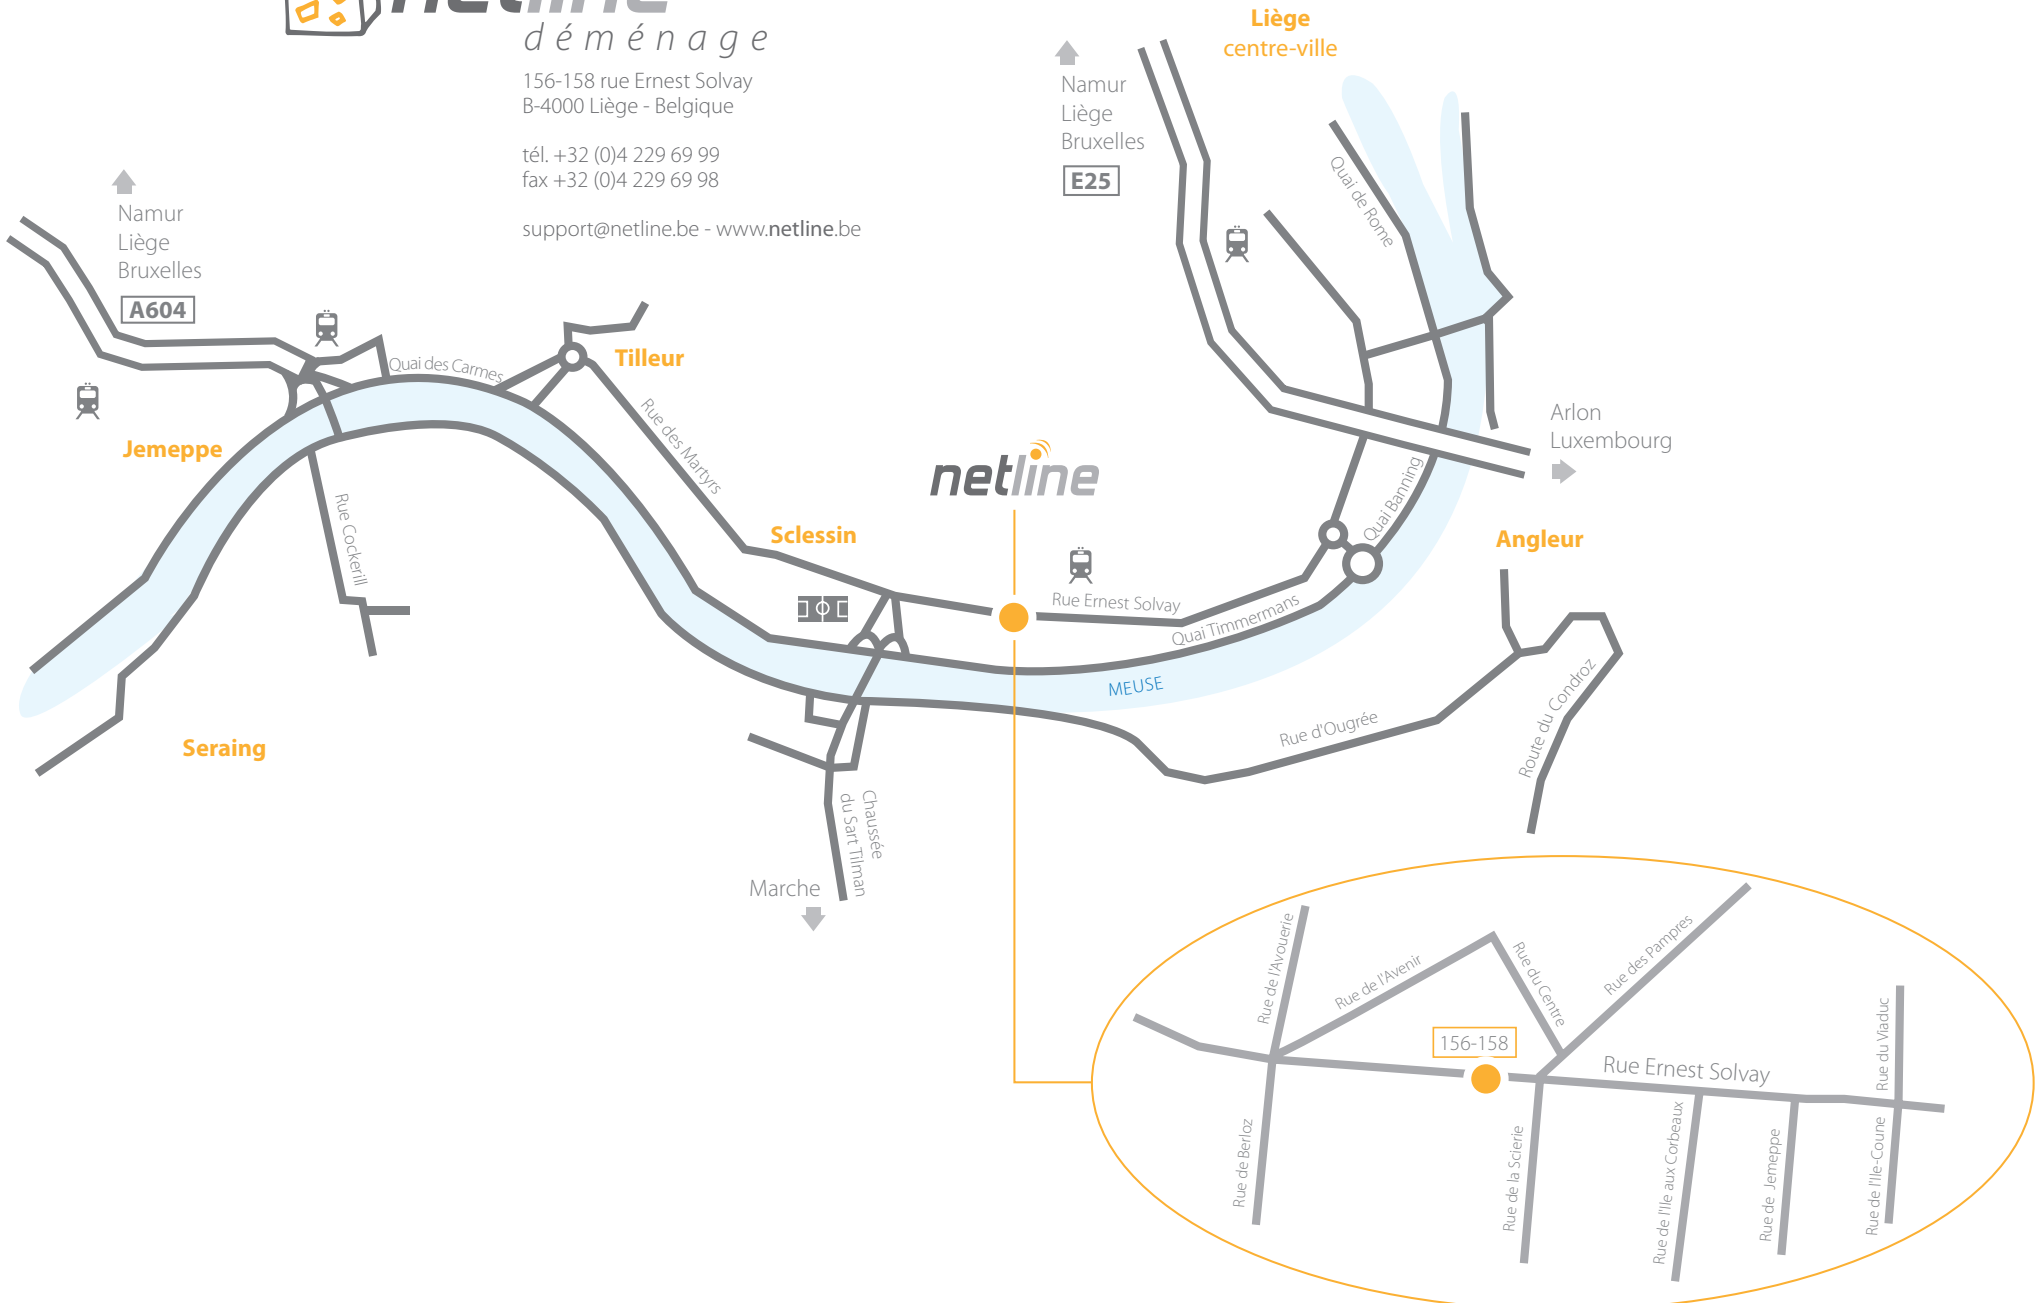 netline
déménage
156-158 rue Ernest Solvay
B-4000 Liège - Belgique
tél. +32 (0)4 229 69 99
fax +32 (0)4 229 69 98
support@netline.be - www.netline.be
Liège
centre-ville
Namur
Liège
Bruxelles
E25
Namur
Liège
Bruxelles
A604
Quai de Rome
Quai des Carmes
Tilleur
Rue des Martyrs
Jemeppe
Rue Cockerill
Arlon
Luxembourg
netline
Quai Banning
Sclessin
Angleur
Rue Ernest Solvay
Quai Timmermans
MEUSE
Rue d'Ougrée
Route du Condroz
Seraing
Chaussée
du Sart Tilman
Marche
Rue de l'Avouerie
Rue de l'Avenir
Rue du Centre
Rue des Pampres
156-158
Rue Ernest Solvay
Rue du Viaduc
Rue de Berloz
Rue de la Scierie
Rue de l'Ile aux Corbeaux
Rue de Jemeppe
Rue de l'Ile-Coune